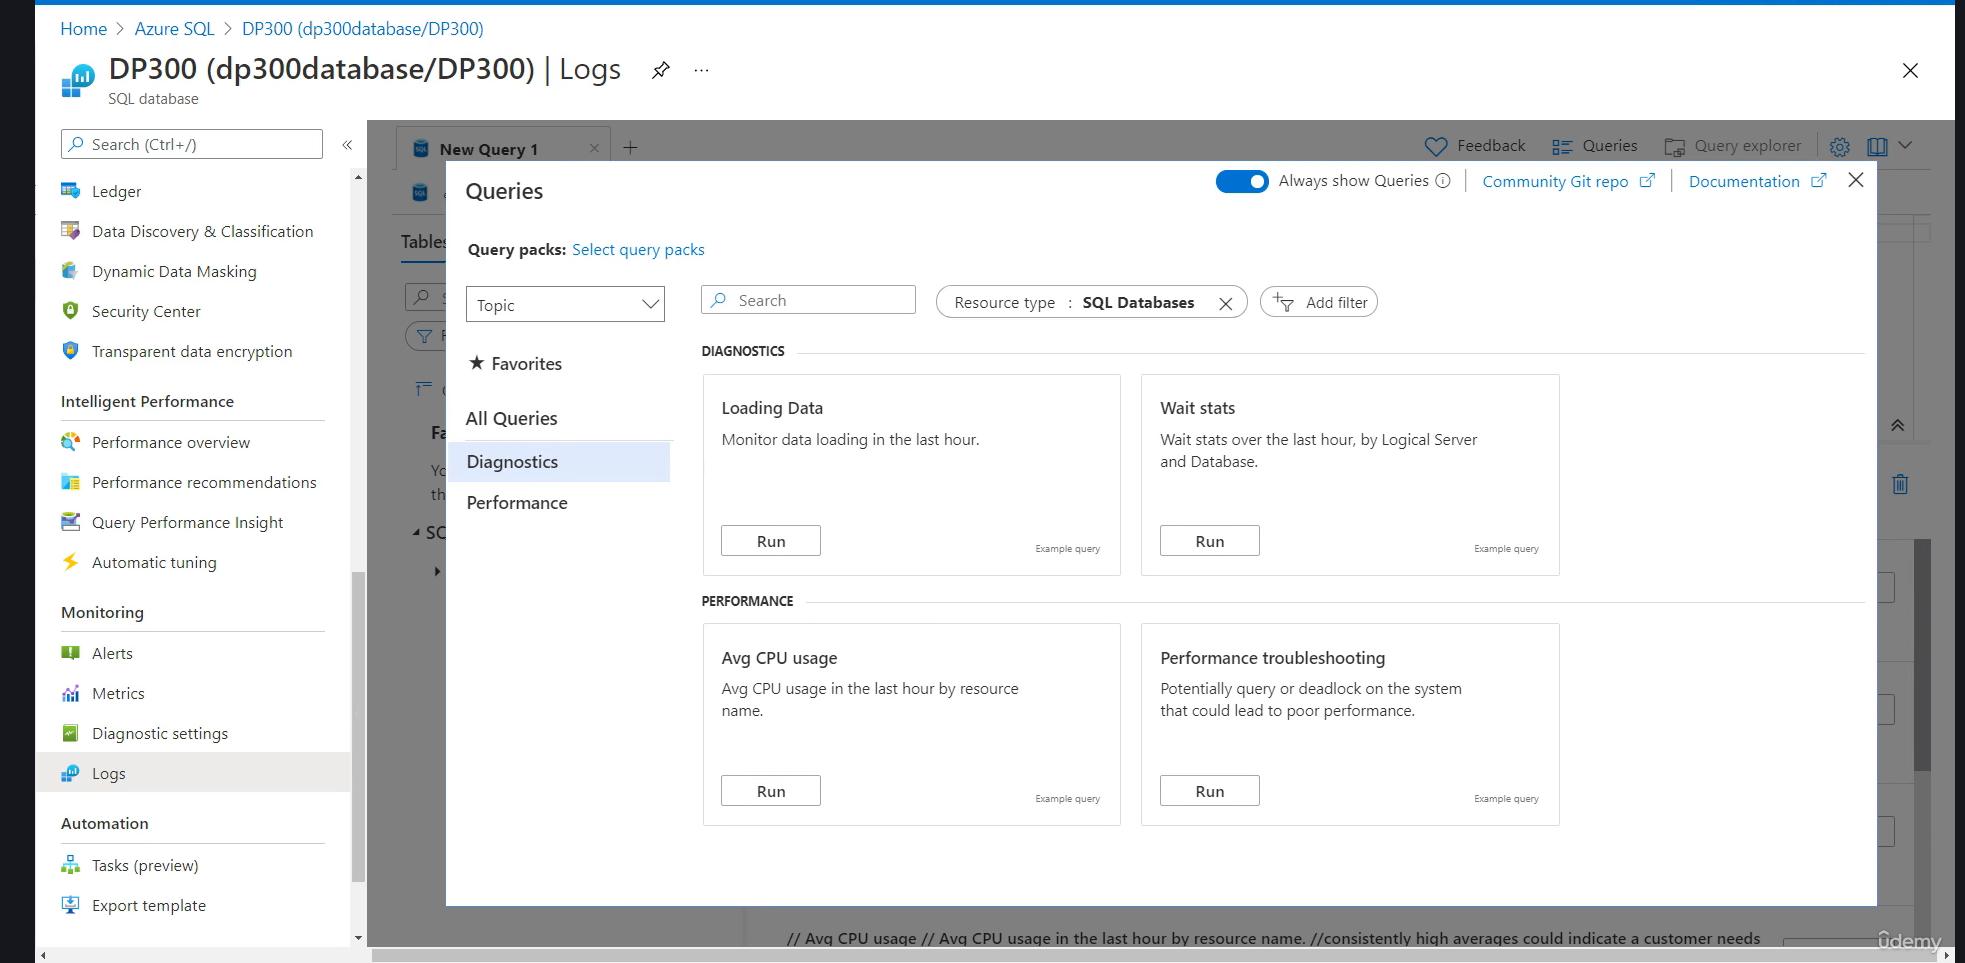 Home > Azure SQL > DP300 (dp300database/DP300)
DP300 (dp300database/DP300) | Logs ...
SQL database
Search (Ctrl+/)
«
Ledger
Data Discovery & Classification
Dynamic Data Masking
Security Center
Transparent data encryption
Intelligent Performance
Performance overview
Performance recommendations
Query Performance Insight
Automatic tuning
Monitoring
Alerts
Metrics
Diagnostic settings
Logs
Automation
Tasks (preview)
Export template
New Query 1
Feedback
Queries
Query explorer
Tables
Queries
Always show Queries
Community Git repo
Documentation
Query packs: Select query packs
Topic
Search
Resource type : SQL Databases
Add filter
Favorites
All Queries
Diagnostics
Performance
DIAGNOSTICS
Loading Data
Monitor data loading in the last hour.
Run
Example query
Wait stats
Wait stats over the last hour, by Logical Server
and Database.
Run
Example query
PERFORMANCE
Avg CPU usage
Avg CPU usage in the last hour by resource
name.
Run
Example query
Performance troubleshooting
Potentially query or deadlock on the system
that could lead to poor performance.
Run
Example query
// Avg CPU usage // Avg CPU usage in the last hour by resource name. //consistently high averages could indicate a customer needs
ûdemy